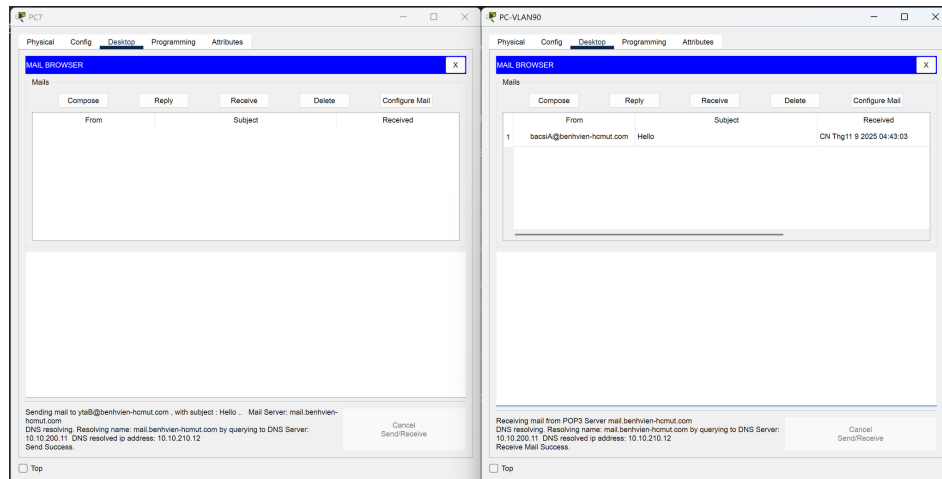 PC7
Physical Config Desktop Programming Attributes
MAIL BROWSER X
Mails
Compose Reply Receive Delete Configure Mail
From Subject Received
Sending mail to ytaB@benhvien-hcmut.com , with subject : Hello .. Mail Server: mail.benhvien-
hcmut.com
DNS resolving. Resolving name: mail.benhvien-hcmut.com by querying to DNS Server:
10.10.200.11 DNS resolved ip address: 10.10.210.12
Send Success.
Cancel
Send/Receive
Top
PC-VLAN90
Physical Config Desktop Programming Attributes
MAIL BROWSER X
Mails
Compose Reply Receive Delete Configure Mail
From Subject Received
1 bacsiA@benhvien-hcmut.com Hello CN Thg11 9 2025 04:43:03
Receiving mail from POP3 Server mail.benhvien-hcmut.com
DNS resolving. Resolving name: mail.benhvien-hcmut.com by querying to DNS Server:
10.10.200.11 DNS resolved ip address: 10.10.210.12
Receive Mail Success.
Cancel
Send/Receive
Top